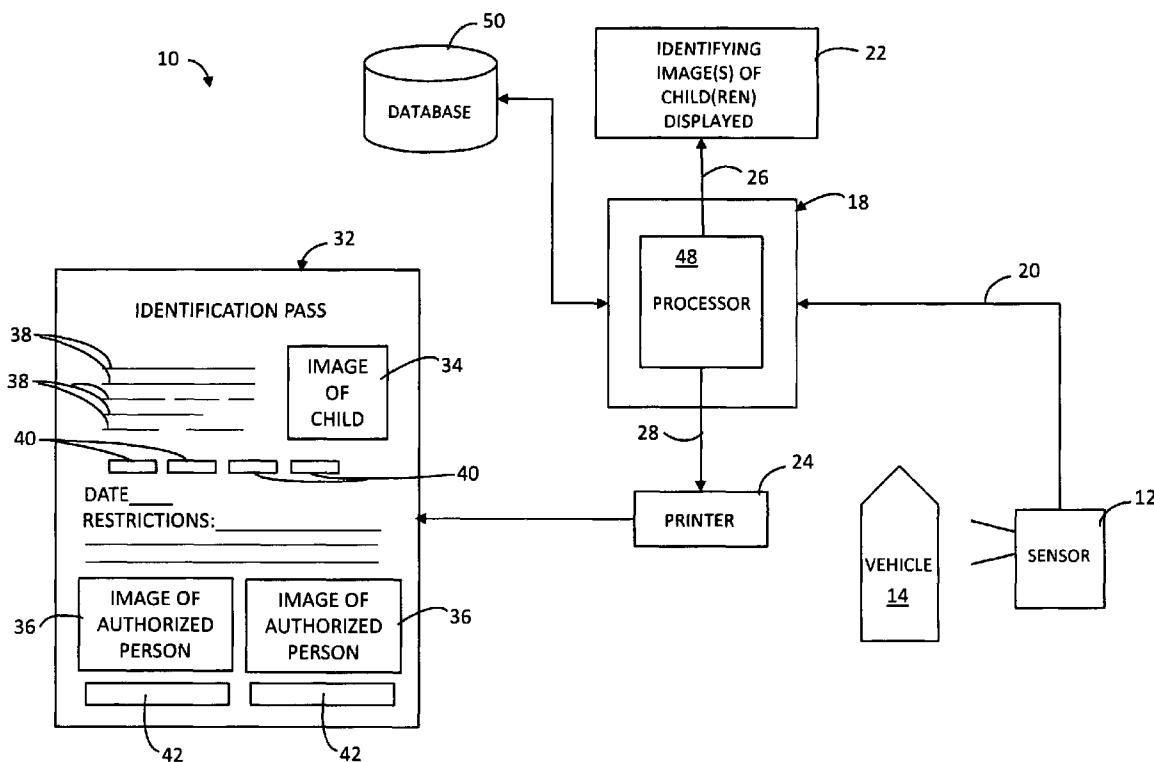 10
50
DATABASE
IDENTIFYING
IMAGE(S) OF
CHILD(REN)
DISPLAYED
22
26
18
48
PROCESSOR
20
28
24
PRINTER
12
SENSOR
VEHICLE
14
32
IDENTIFICATION PASS
38
38
IMAGE
OF
CHILD
34
40
40
DATE
RESTRICTIONS:
IMAGE OF
AUTHORIZED
PERSON
36
IMAGE OF
AUTHORIZED
PERSON
36
42
42